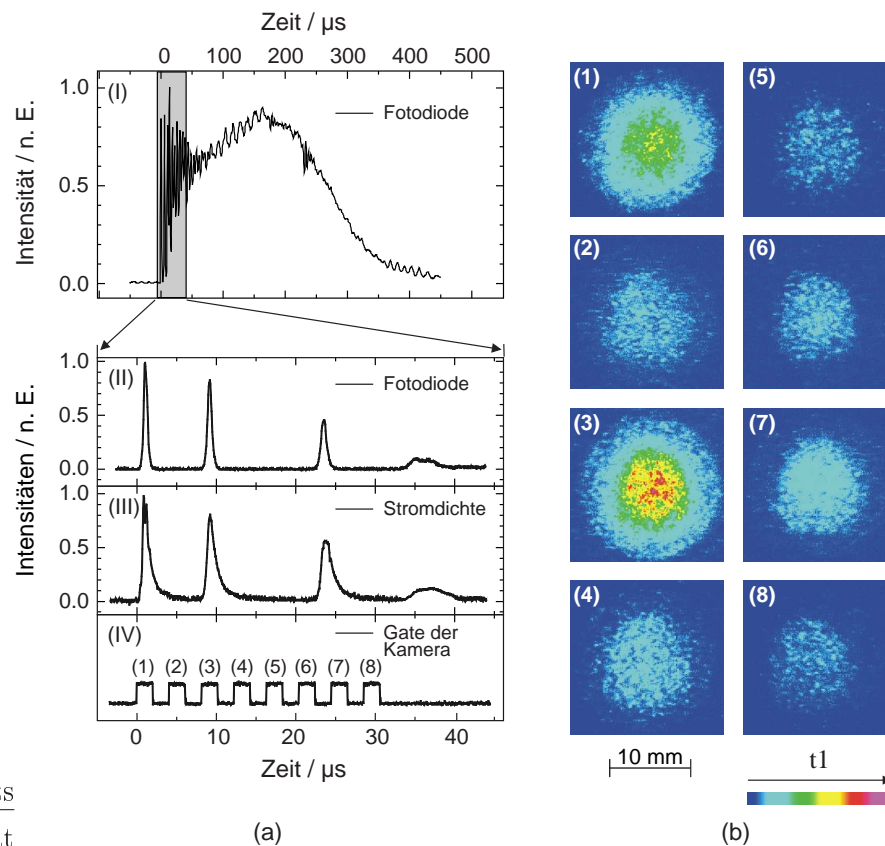 Zeit / µs
0 100 200 300 400 500
(I)
Fotodiode
Intensität / n. E.
1.0
0.5
0.0
(II)
Fotodiode
1.0
0.5
0.0
(III)
Stromdichte
Intensitäten / n. E.
1.0
0.5
0.0
(IV)
Gate der
Kamera
(1) (2) (3) (4) (5) (6) (7) (8)
0 10 20 30 40
Zeit / µs
(a)
(1) (5)
(2) (6)
(3) (7)
(4) (8)
10 mm
t1
(b)